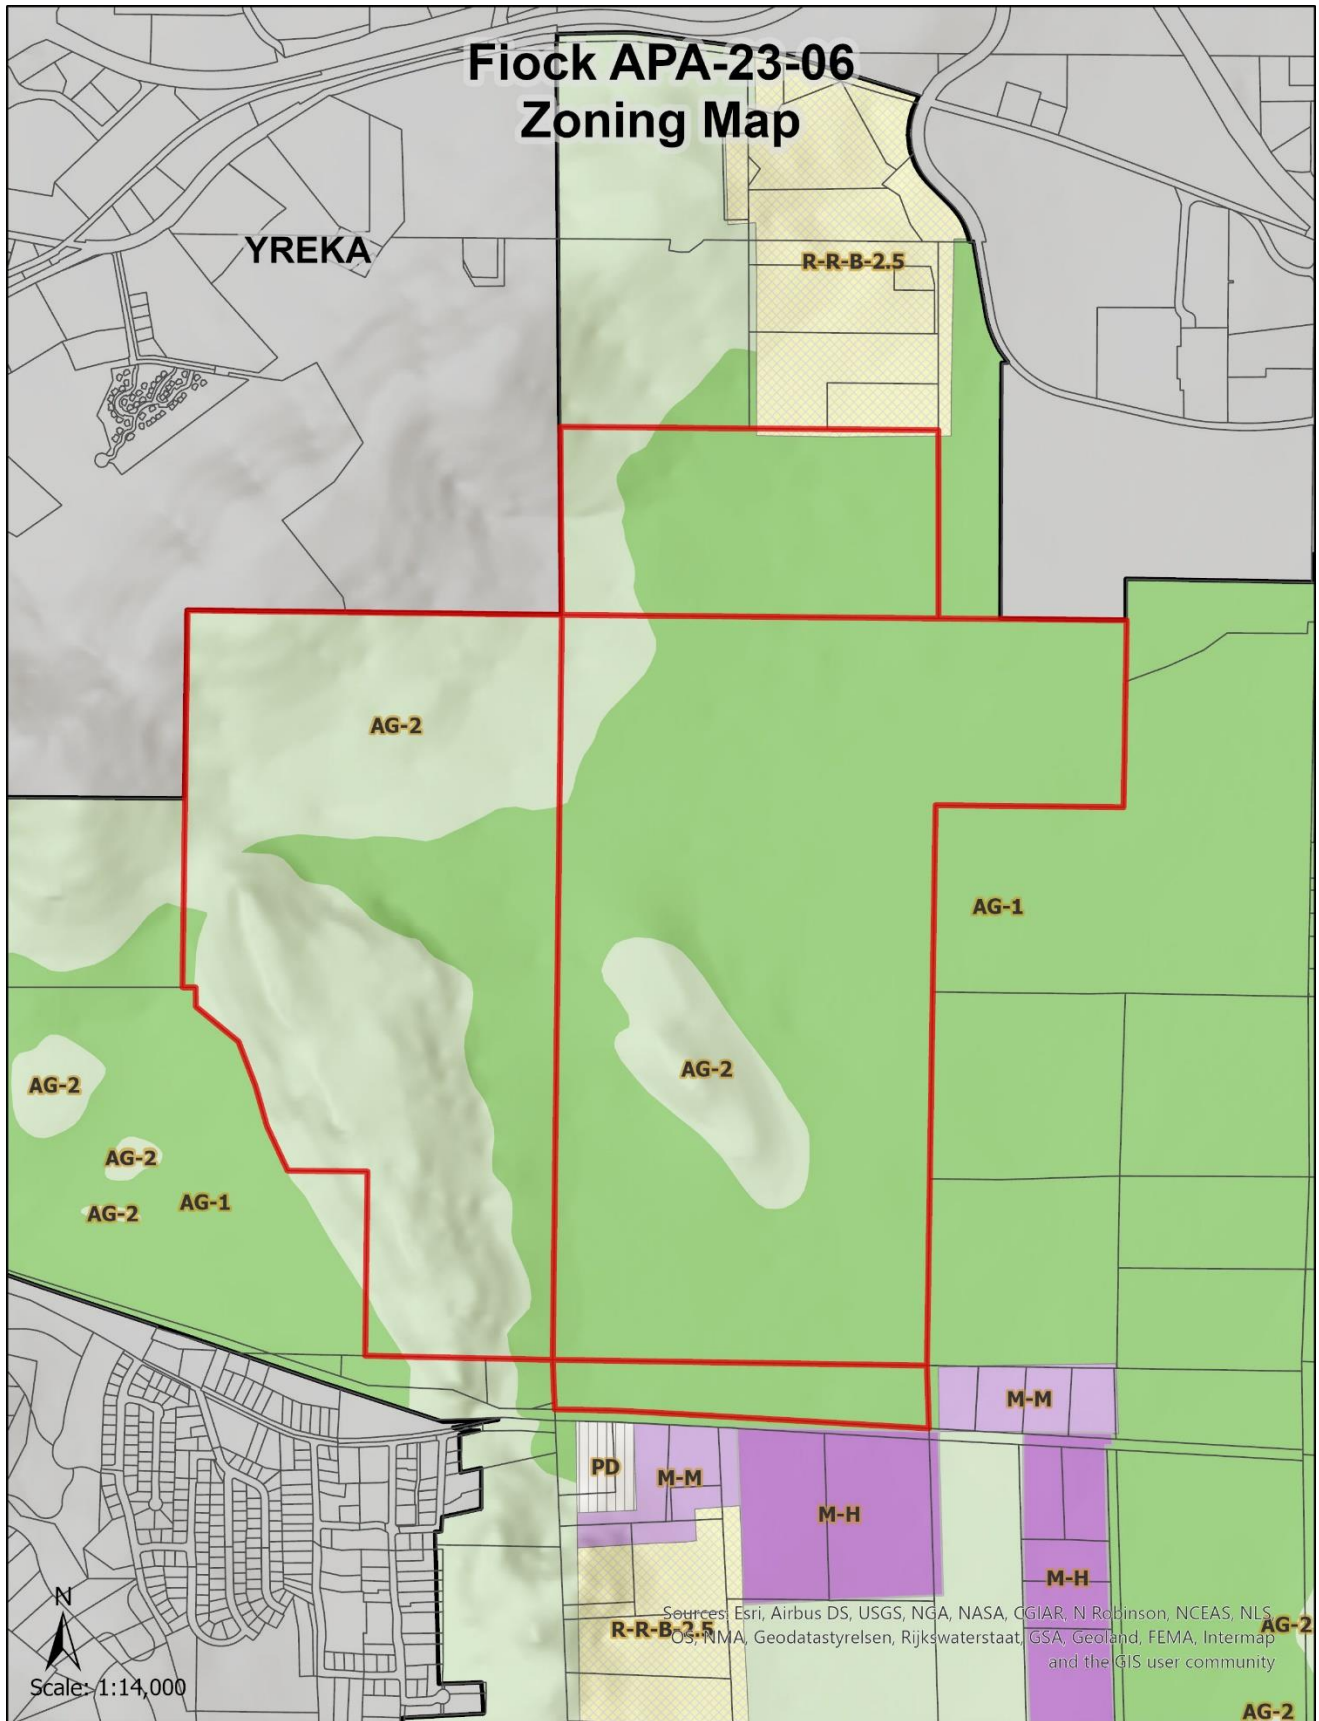 Fiock APA-23-06
Zoning Map
YREKA
R-R-B-2.5
AG-2
AG-1
AG-2
AG-2
AG-2
AG-2
AG-1
M-M
PD
M-M
M-H
M-H
R-R-B-2.5
AG-2
AG-2
N
Scale: 1:14,000
Sources: Esri, Airbus DS, USGS, NGA, NASA, CGIAR, N Robinson, NCEAS, NLS,
OS, NMA, Geodatastyrelsen, Rijkswaterstaat, GSA, Geoland, FEMA, Intermap
and the GIS user community